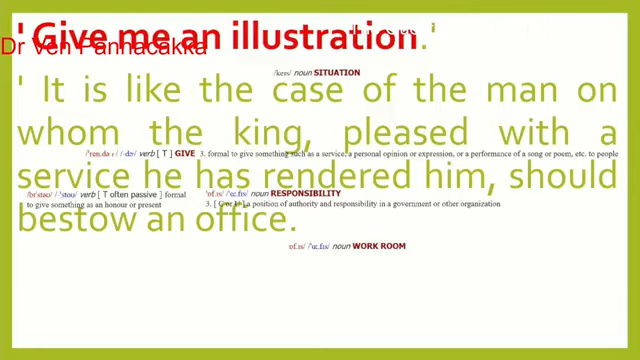 ' Give me an illustration.'
Dr Ven Pannacakka
/keɪs/ noun SITUATION
' It is like the case of the man on
whom the king, pleased with a
/ˈren.də r / /-dɚ/ verb [ T ] GIVE 3. formal to give something such as a service, a personal opinion or expression, or a performance of a song or poem, etc. to people
service he has rendered him, should
/bɪˈstəʊ/ /-ˈstoʊ/ verb [ T often passive ] formal
to give something as an honour or present
ˈɒf.ɪs/ /ˈɑː.fɪs/ noun RESPONSIBILITY
3. [ C or U ] a position of authority and responsibility in a government or other organization
bestow an office.
ˈɒf.ɪs/ /ˈɑː.fɪs/ noun WORK ROOM